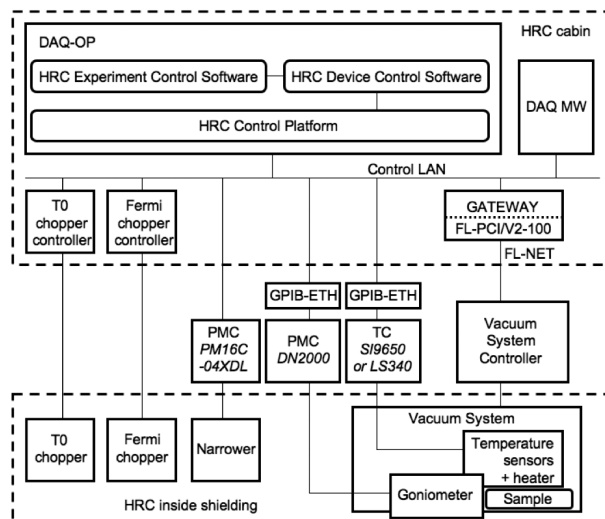 DAQ-OP
HRC cabin
HRC Experiment Control Software
HRC Device Control Software
HRC Control Platform
DAQ MW
Control LAN
T0
chopper
controller
Fermi
chopper
controller
GATEWAY
FL-PCI/V2-100
FL-NET
GPIB-ETH
GPIB-ETH
PMC
PM16C
-04XDL
PMC
DN2000
TC
SI9650
or LS340
Vacuum
System
Controller
T0
chopper
Fermi
chopper
Narrower
Vacuum System
Temperature
sensors
+ heater
Goniometer
Sample
HRC inside shielding